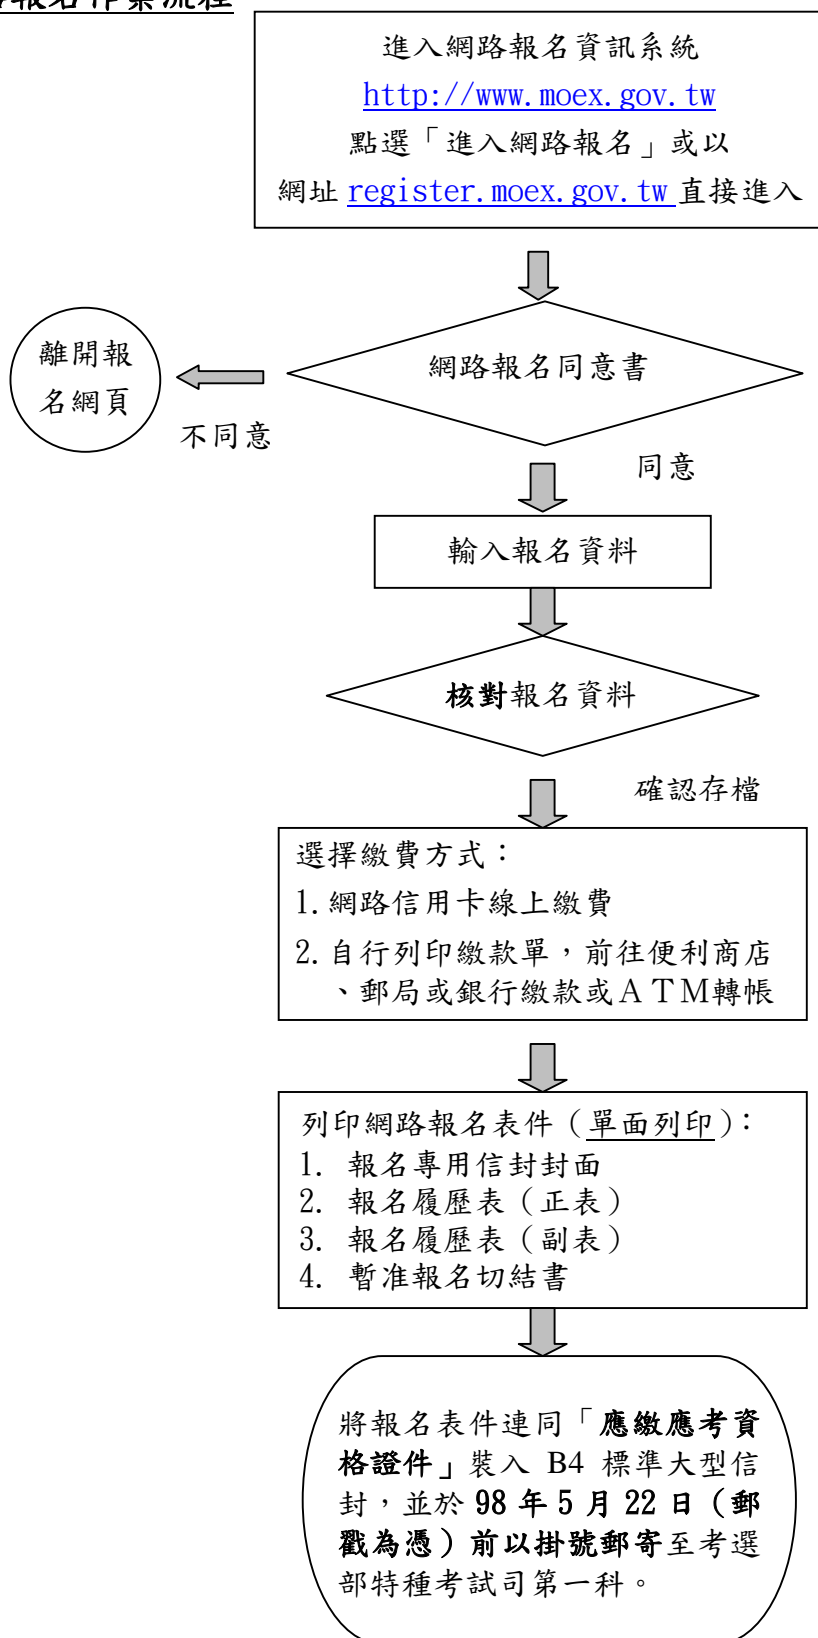 報名作業流程
進入網路報名資訊系統
http://www.moex.gov.tw
點選「進入網路報名」或以
網址 register.moex.gov.tw 直接進入
網路報名同意書
離開報
名網頁
不同意
同意
輸入報名資料
核對報名資料
確認存檔
選擇繳費方式：
1. 網路信用卡線上繳費
2. 自行列印繳款單，前往便利商店
、郵局或銀行繳款或ＡＴＭ轉帳
列印網路報名表件（單面列印）：
1. 報名專用信封封面
2. 報名履歷表（正表）
3. 報名履歷表（副表）
4. 暫准報名切結書
將報名表件連同「應繳應考資
格證件」裝入 B4 標準大型信
封，並於 98 年 5 月 22 日（郵
戳為憑）前以掛號郵寄至考選
部特種考試司第一科。